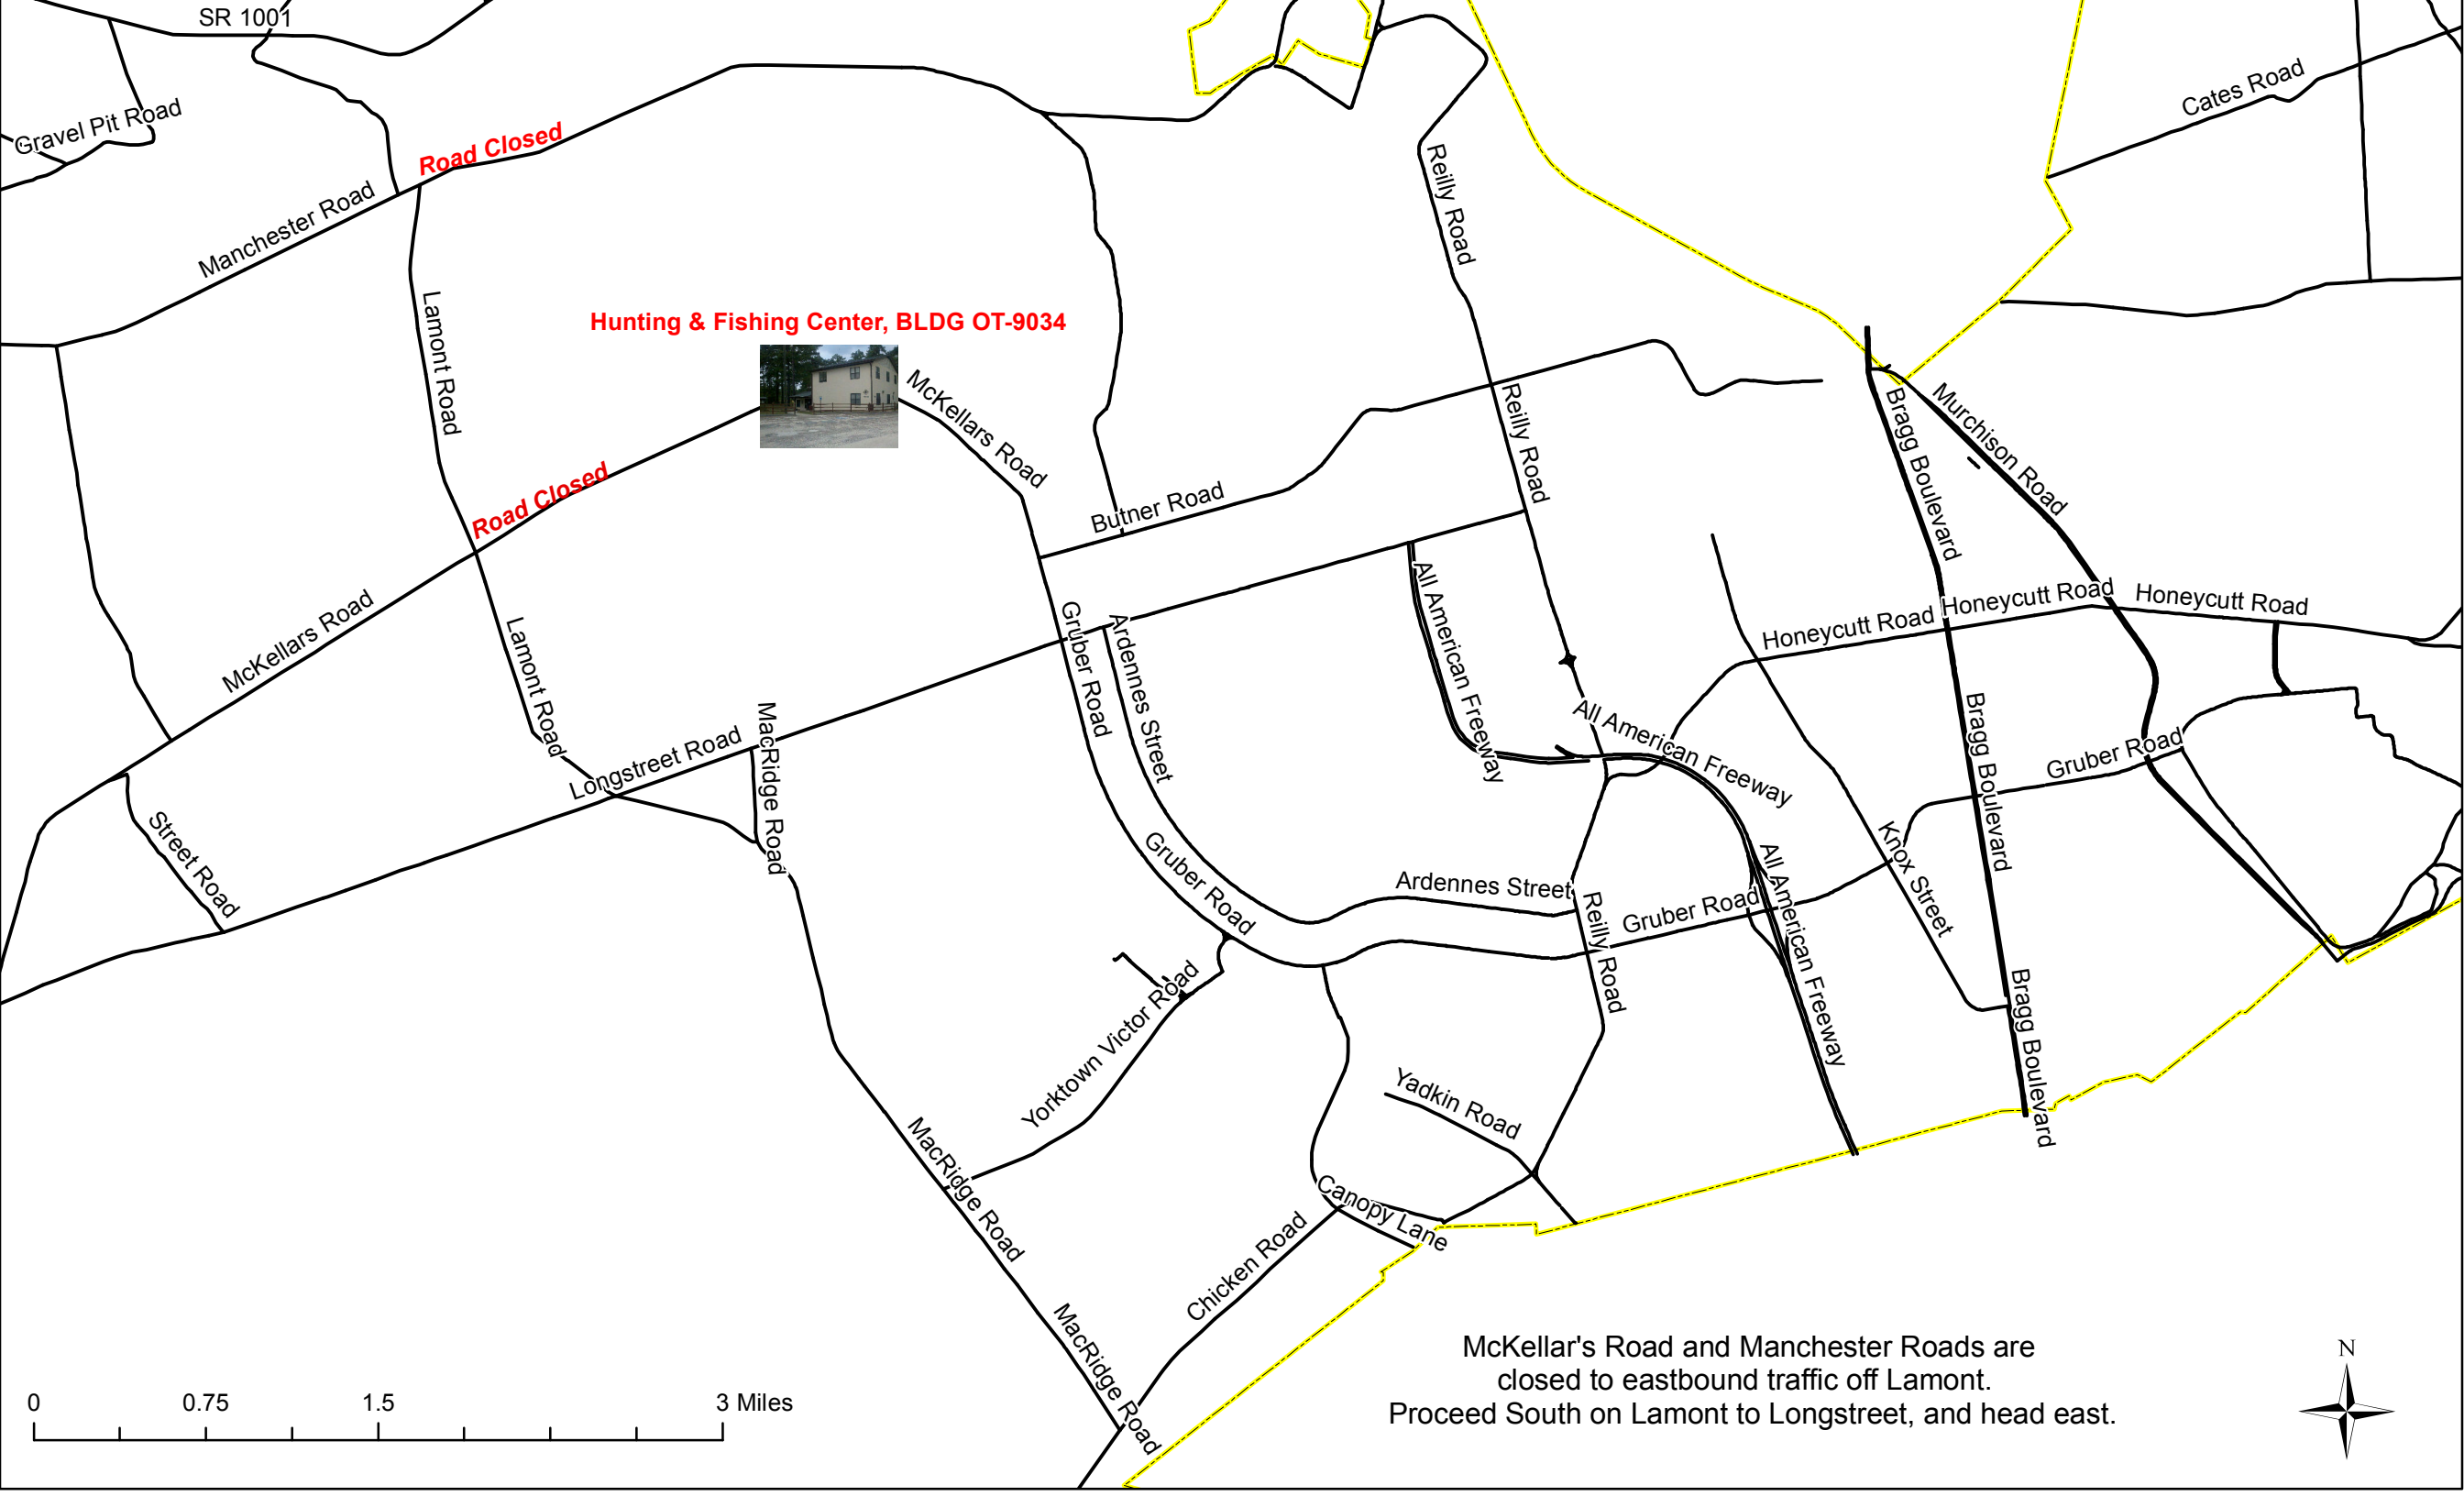 SR 1001
Gravel Pit Road
Cates Road
Road Closed
Manchester Road
Reilly Road
Lamont Road
Hunting & Fishing Center, BLDG OT-9034
McKellars Road
Reilly Road
Bragg Boulevard
Murchison Road
Road Closed
Butner Road
All American Freeway
McKellars Road
Lamont Road
Gruber Road
Ardennes Street
Honeycutt Road
Honeycutt Road
Honeycutt Road
MacRidge Road
Longstreet Road
All American Freeway
Bragg Boulevard
Gruber Road
Street Road
Gruber Road
Ardennes Street
Knox Street
All American Freeway
Gruber Road
Reilly Road
Yorktown Victor Road
Bragg Boulevard
Yadkin Road
MacRidge Road
Canopy Lane
Chicken Road
MacRidge Road
McKellar's Road and Manchester Roads are
closed to eastbound traffic off Lamont.
Proceed South on Lamont to Longstreet, and head east.
N
0 0.75 1.5 3 Miles